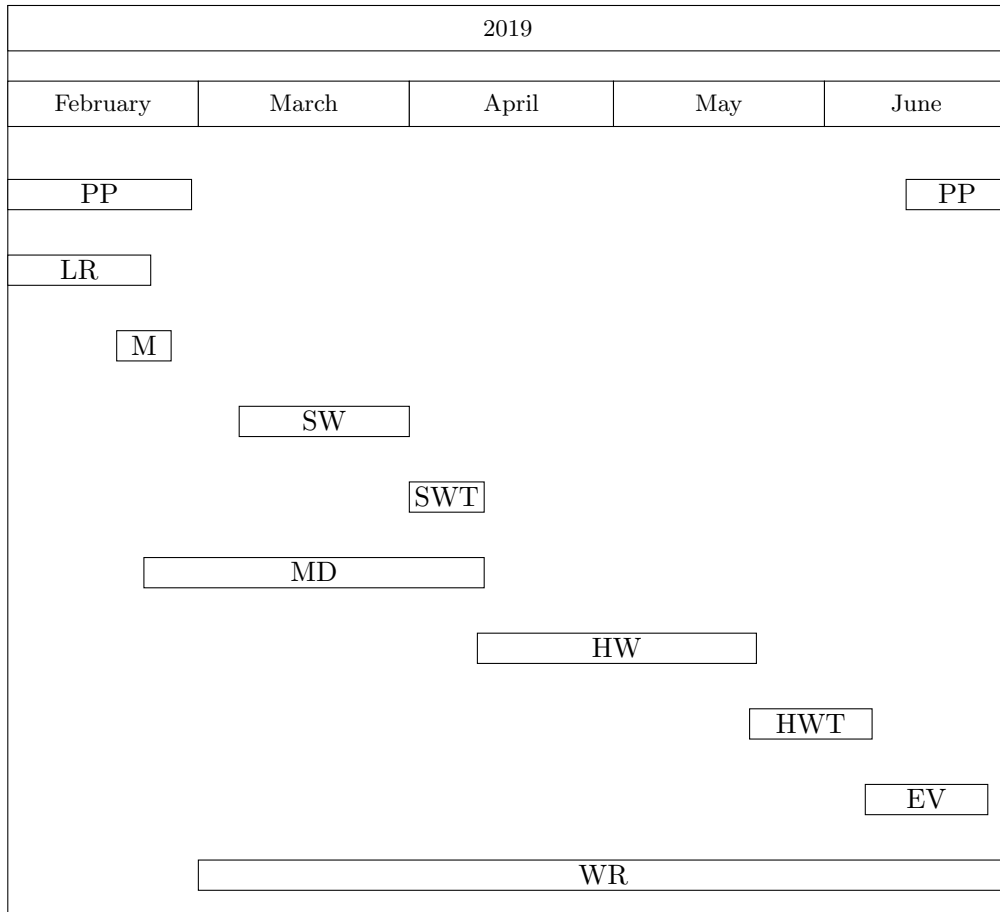 2019
February March April May June
PP PP
LR
M
SW
SWT
MD
HW
HWT
EV
WR